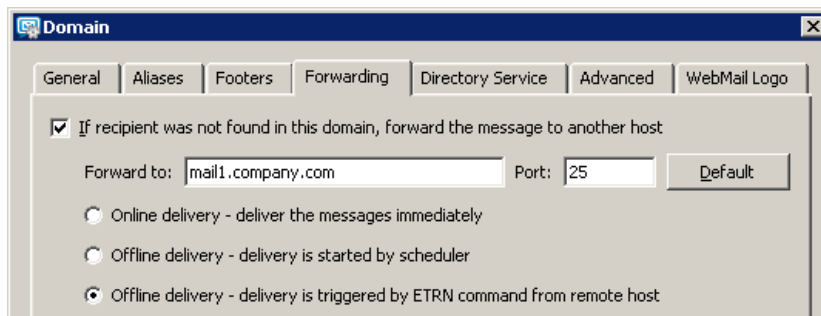 Domain
General Aliases Footers Forwarding Directory Service Advanced WebMail Logo
If recipient was not found in this domain, forward the message to another host
Forward to: mail1.company.com Port: 25 Default
Online delivery - deliver the messages immediately
Offline delivery - delivery is started by scheduler
Offline delivery - delivery is triggered by ETRN command from remote host